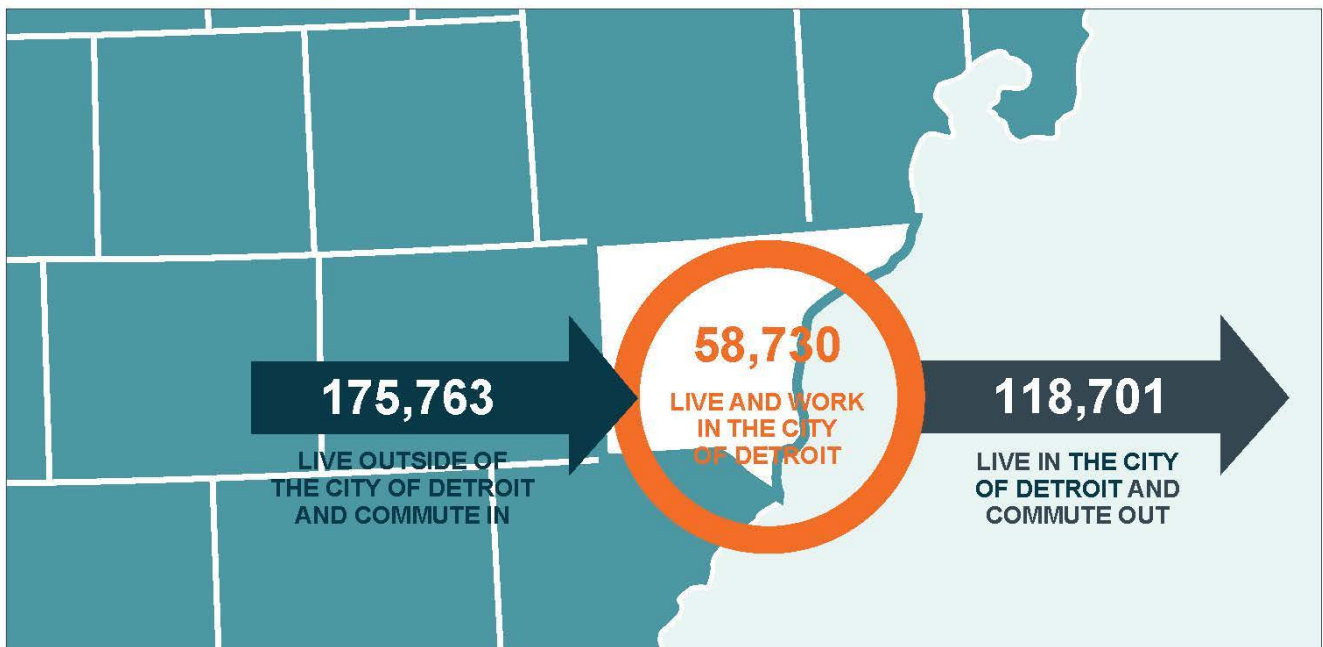 175,763
LIVE OUTSIDE OF
THE CITY OF DETROIT
AND COMMUTE IN
58,730
LIVE AND WORK
IN THE CITY
OF DETROIT
118,701
LIVE IN THE CITY
OF DETROIT AND
COMMUTE OUT